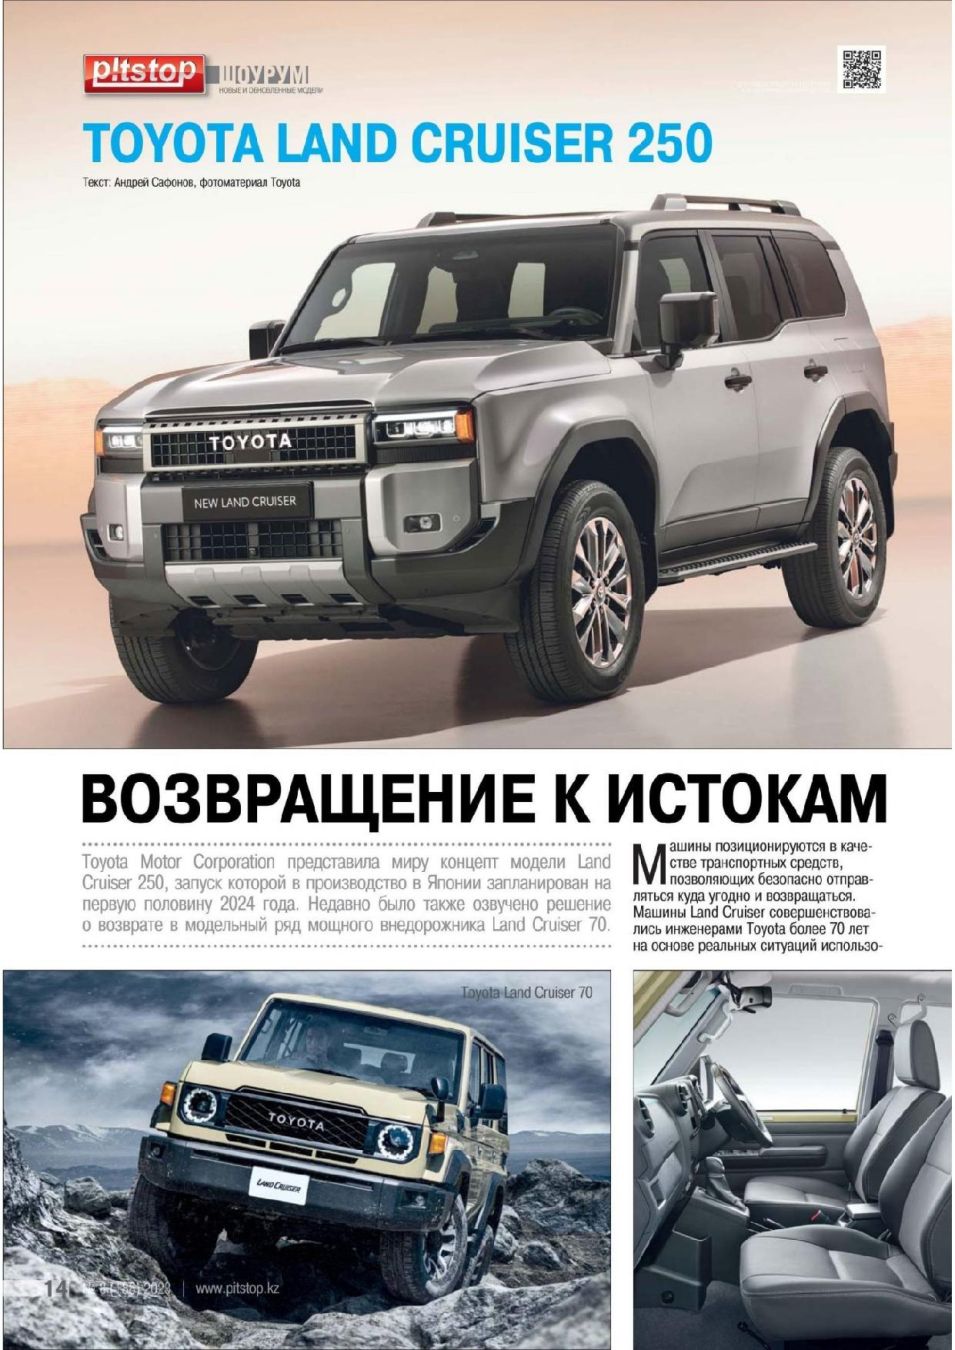 pitstop ШОУРУМ
НОВЫЕ И ОБНОВЛЕННЫЕ МОДЕЛИ
TOYOTA LAND CRUISER 250
Текст: Андрей Сафонов, фотоматериал Toyota
TOYOTA
NEW LAND CRUISER
ВОЗВРАЩЕНИЕ К ИСТОКАМ
Toyota Motor Corporation представила миру концепт модели Land
Cruiser 250, запуск которой в производство в Японии запланирован на
первую половину 2024 года. Недавно было также озвучено решение
о возврате в модельный ряд мощного внедорожника Land Cruiser 70.
Машины позиционируются в каче-
стве транспортных средств,
позволяющих безопасно отправ-
ляться куда угодно и возвращаться.
Машины Land Cruiser совершенствова-
лись инженерами Toyota более 70 лет
на основе реальных ситуаций использо-
Toyota Land Cruiser 70
TOYOTA
LAND CRUISER
14 2023 | www.pitstop.kz